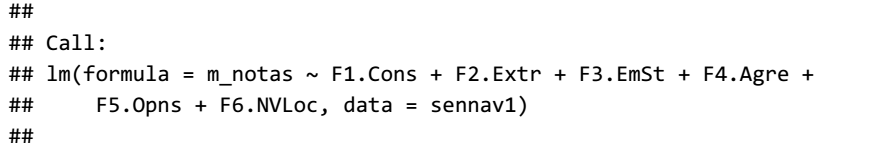 ##
## Call:
## lm(formula = m_notas ~ F1.Cons + F2.Extr + F3.EmSt + F4.Agre +
##     F5.Opns + F6.NVLoc, data = sennav1)
##